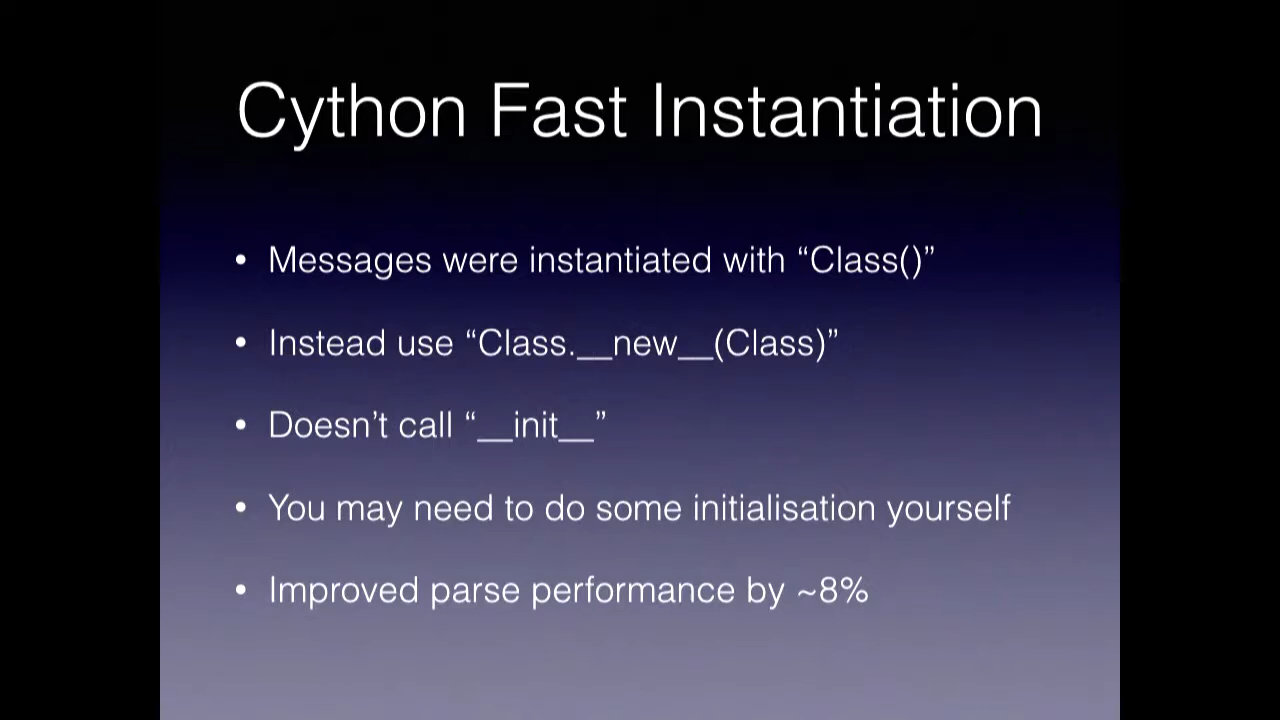 Cython Fast Instantiation
• Messages were instantiated with “Class()”
• Instead use “Class.__new__(Class)”
• Doesn’t call “__init__”
• You may need to do some initialisation yourself
• Improved parse performance by ~8%